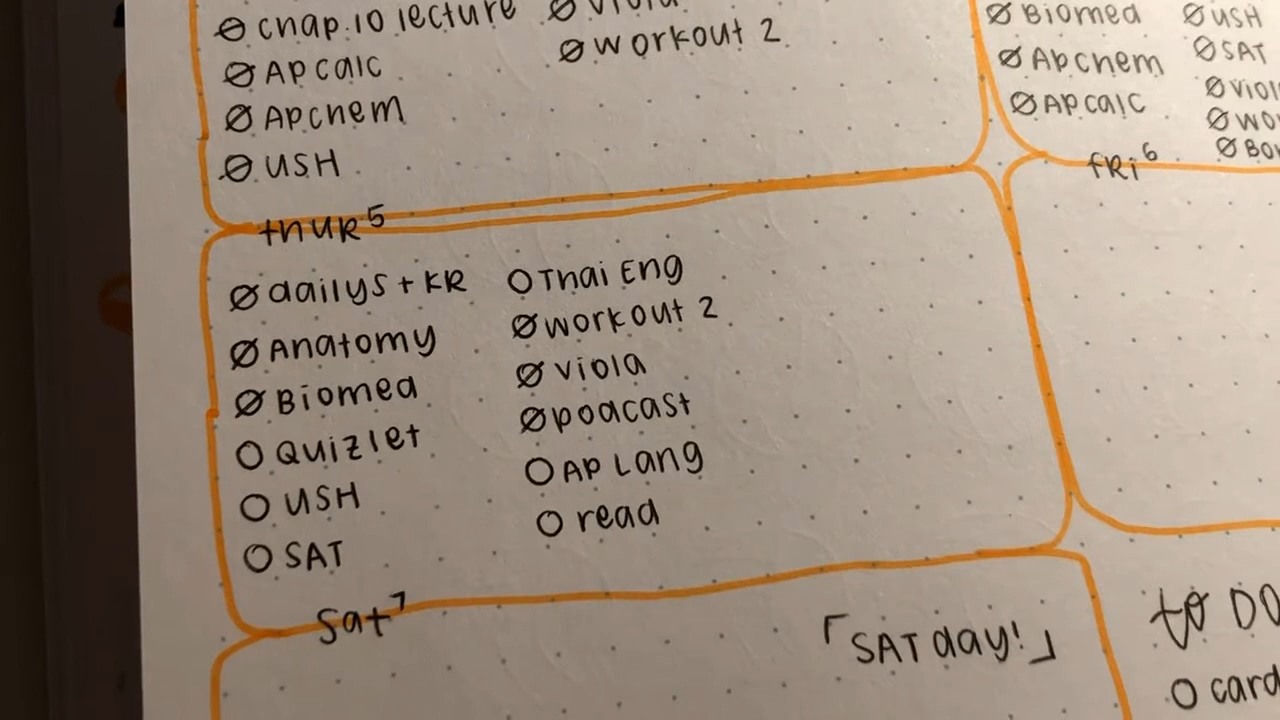 chap.10 lecture
AP calc
AP chem
USH
viola
workout 2
Biomed
AP chem
AP calc
USH
SAT
thuR 5
dailys + KR
Anatomy
Biomed
Quizlet
USH
SAT
Thai Eng
workout 2
viola
podcast
AP Lang
read
fRi 6
Sat 7
「SAT day!」
to DO
card